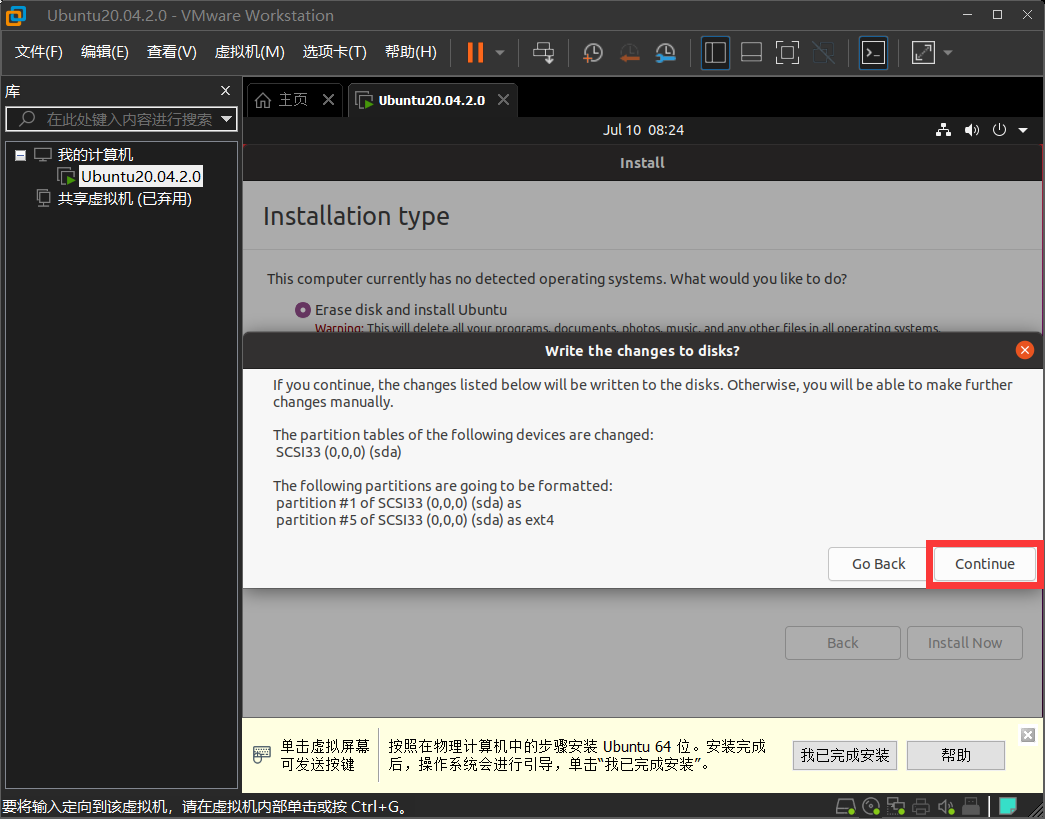 Ubuntu20.04.2.0 - VMware Workstation
文件(F) 编辑(E) 查看(V) 虚拟机(M) 选项卡(T) 帮助(H)
库
在此处键入内容进行搜索
我的计算机
Ubuntu20.04.2.0
共享虚拟机 (已弃用)
主页
Ubuntu20.04.2.0
Jul 10 08:24
Install
Installation type
This computer currently has no detected operating systems. What would you like to do?
Erase disk and install Ubuntu
Warning: This will delete all your programs, documents, photos, music, and any other files in all operating systems.
Write the changes to disks?
If you continue, the changes listed below will be written to the disks. Otherwise, you will be able to make further
changes manually.
The partition tables of the following devices are changed:
SCSI33 (0,0,0) (sda)
The following partitions are going to be formatted:
partition #1 of SCSI33 (0,0,0) (sda) as
partition #5 of SCSI33 (0,0,0) (sda) as ext4
Go Back Continue
Back Install Now
单击虚拟屏幕
可发送按键
按照在物理计算机中的步骤安装 Ubuntu 64 位。安装完成
后，操作系统会进行引导，单击“我已完成安装”。
我已完成安装 帮助
要将输入定向到该虚拟机，请在虚拟机内部单击或按 Ctrl+G。